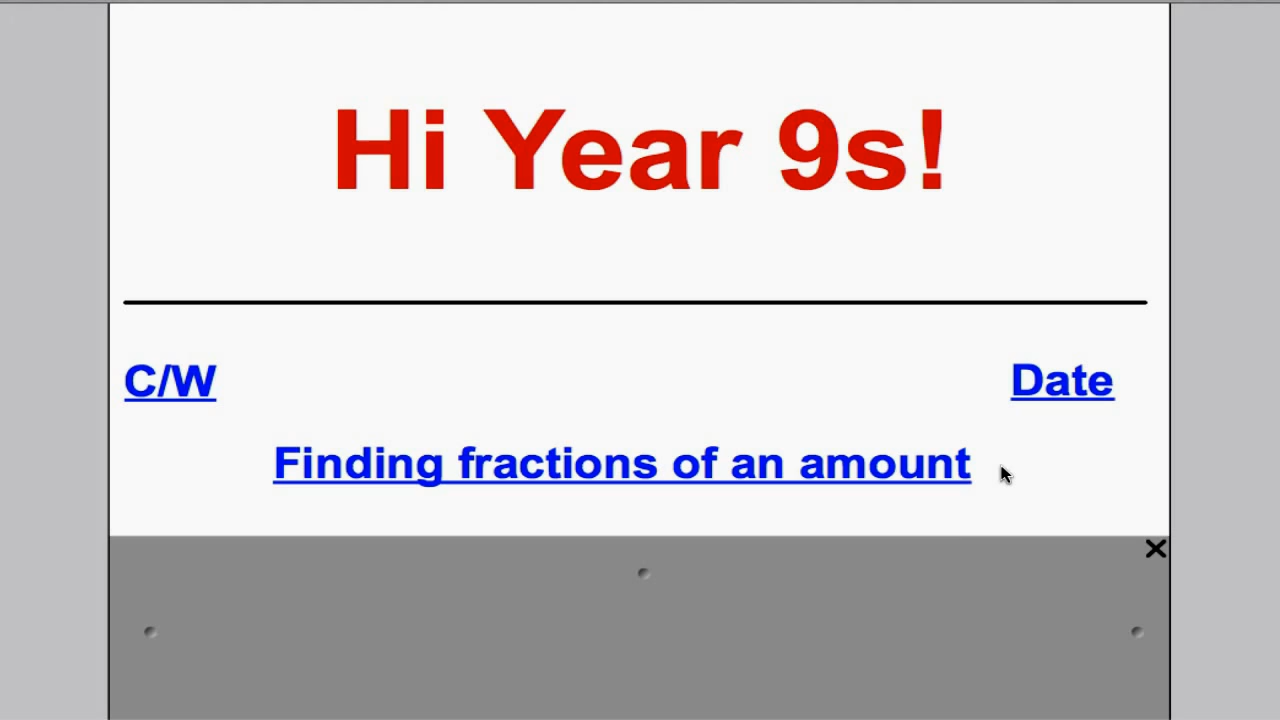 Hi Year 9s!
C/W Date
Finding fractions of an amount